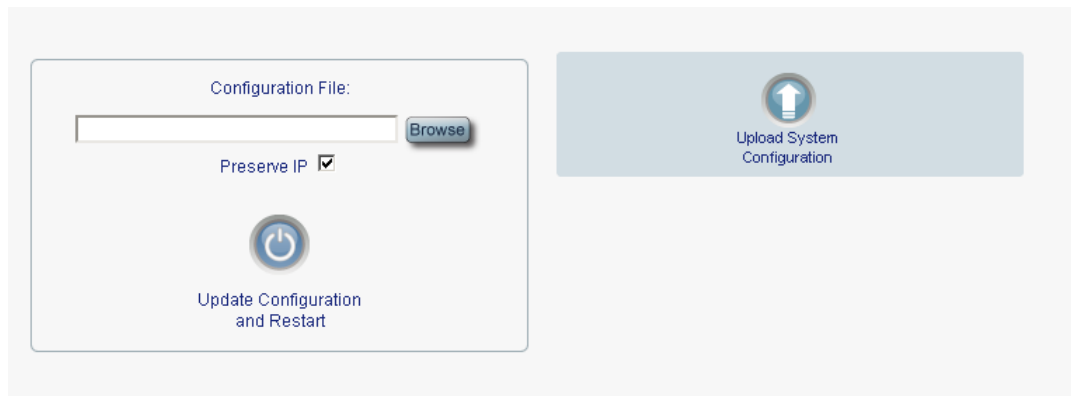 Configuration File:
Browse
Preserve IP
Update Configuration
and Restart
Upload System
Configuration